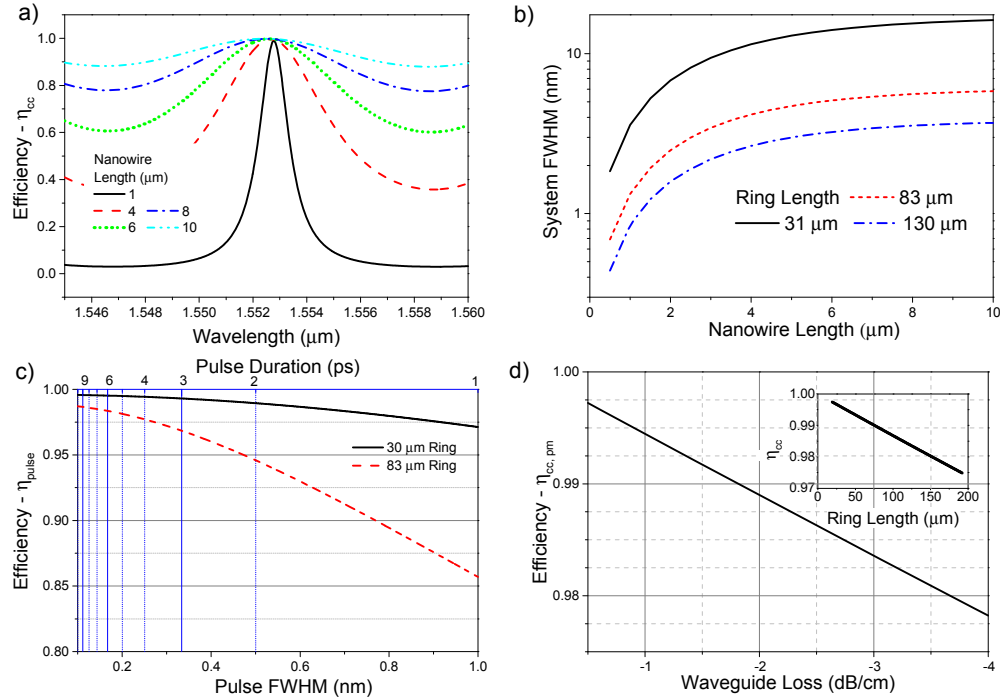 a)
1.0
0.8
0.6
0.4
0.2
0.0
Efficiency - ηcc
Nanowire
Length (μm)
1
4
8
6
10
1.546 1.548 1.550 1.552 1.554 1.556 1.558 1.560
Wavelength (μm)
b)
10
1
System FWHM (nm)
Ring Length
83 μm
31 μm
130 μm
0 2 4 6 8 10
Nanowire Length (μm)
c)
Pulse Duration (ps)
9 6 4 3 2 1
1.00
0.95
0.90
0.85
0.80
Efficiency - ηpulse
30 μm Ring
83 μm Ring
0.2 0.4 0.6 0.8 1.0
Pulse FWHM (nm)
d)
1.00
0.99
0.98
Efficiency - ηcc, pm
1.00
0.99
0.98
0.97
ηcc
0 50 100 150 200
Ring Length (μm)
-1 -2 -3 -4
Waveguide Loss (dB/cm)